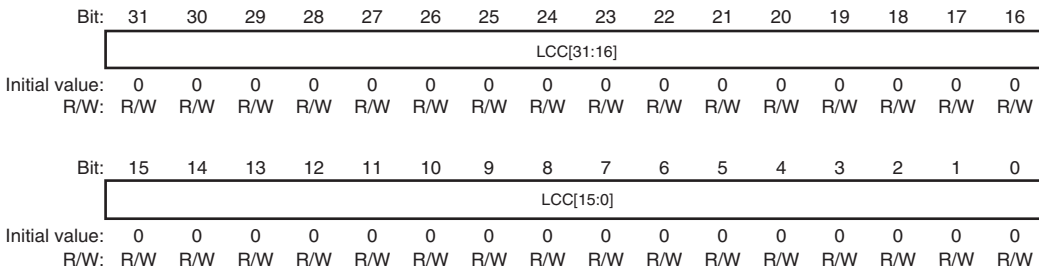 Bit: 31 30 29 28 27 26 25 24 23 22 21 20 19 18 17 16
LCC[31:16]
Initial value: 0 0 0 0 0 0 0 0 0 0 0 0 0 0 0 0
R/W: R/W R/W R/W R/W R/W R/W R/W R/W R/W R/W R/W R/W R/W R/W R/W R/W
Bit: 15 14 13 12 11 10 9 8 7 6 5 4 3 2 1 0
LCC[15:0]
Initial value: 0 0 0 0 0 0 0 0 0 0 0 0 0 0 0 0
R/W: R/W R/W R/W R/W R/W R/W R/W R/W R/W R/W R/W R/W R/W R/W R/W R/W